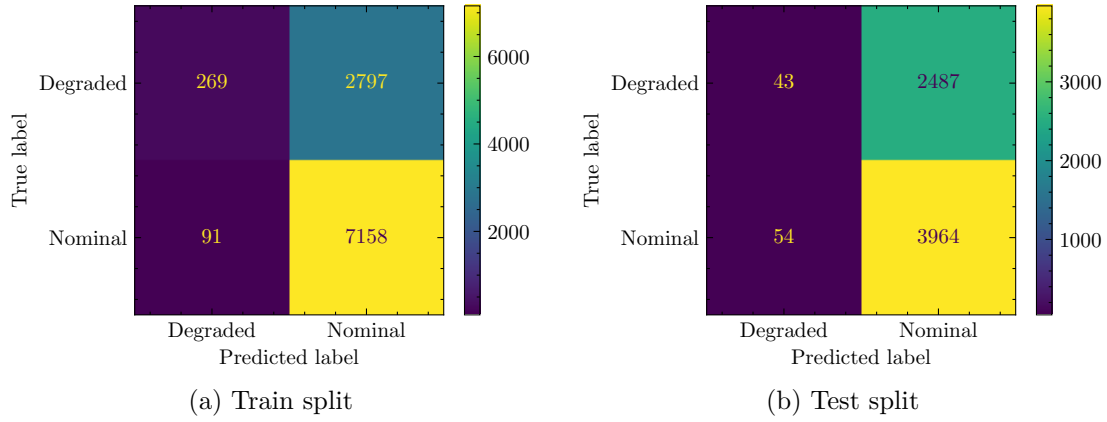 Degraded
Nominal
True label
269
2797
91
7158
Degraded
Nominal
Predicted label
6000
4000
2000
(a) Train split
Degraded
Nominal
True label
43
2487
54
3964
Degraded
Nominal
Predicted label
3000
2000
1000
(b) Test split